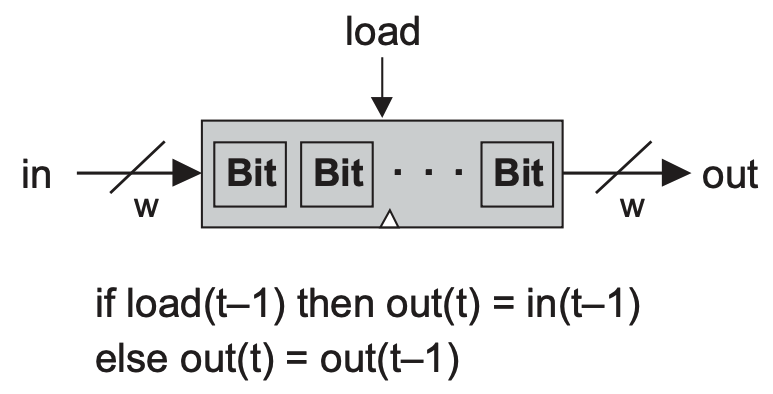 load
in
w
Bit Bit · · · Bit
w
out
if load(t–1) then out(t) = in(t–1)
else out(t) = out(t–1)